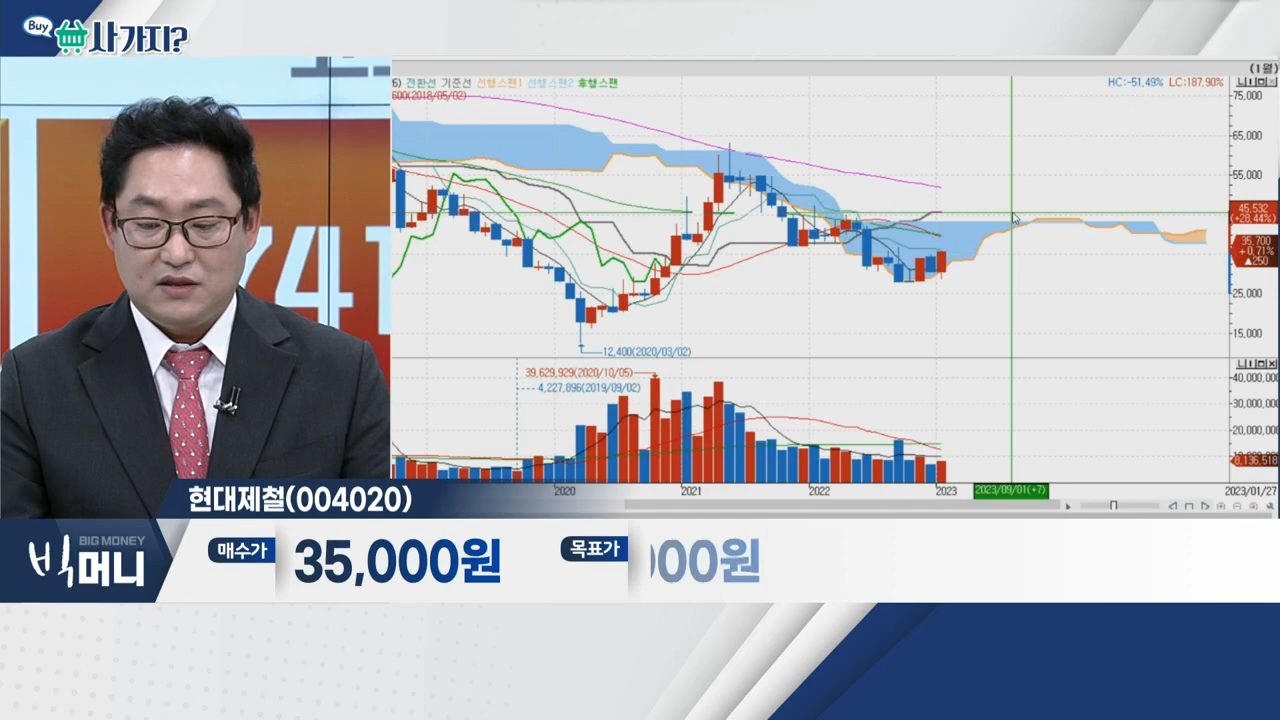 Buy
사가지?
(1월)
6) 전환선 기준선 선행스팬1 선행스팬2 후행스팬
HC:-51.49% LC:187.90%
600(2018/05/02)
75,000
65,000
55,000
45,532
(+28.44%)
35,700
+0.71%
▲250
25,000
15,000
12,400(2020/03/02)
39,629,929(2020/10/05)
4,227,896(2019/09/02)
40,000,000
30,000,000
20,000,000
8,136,518
2020
2021
2022
2023
2023/09/01(+7)
2023/01/27
741
현대제철(004020)
BIG MONEY
빅머니
매수가
35,000원
목표가
00원